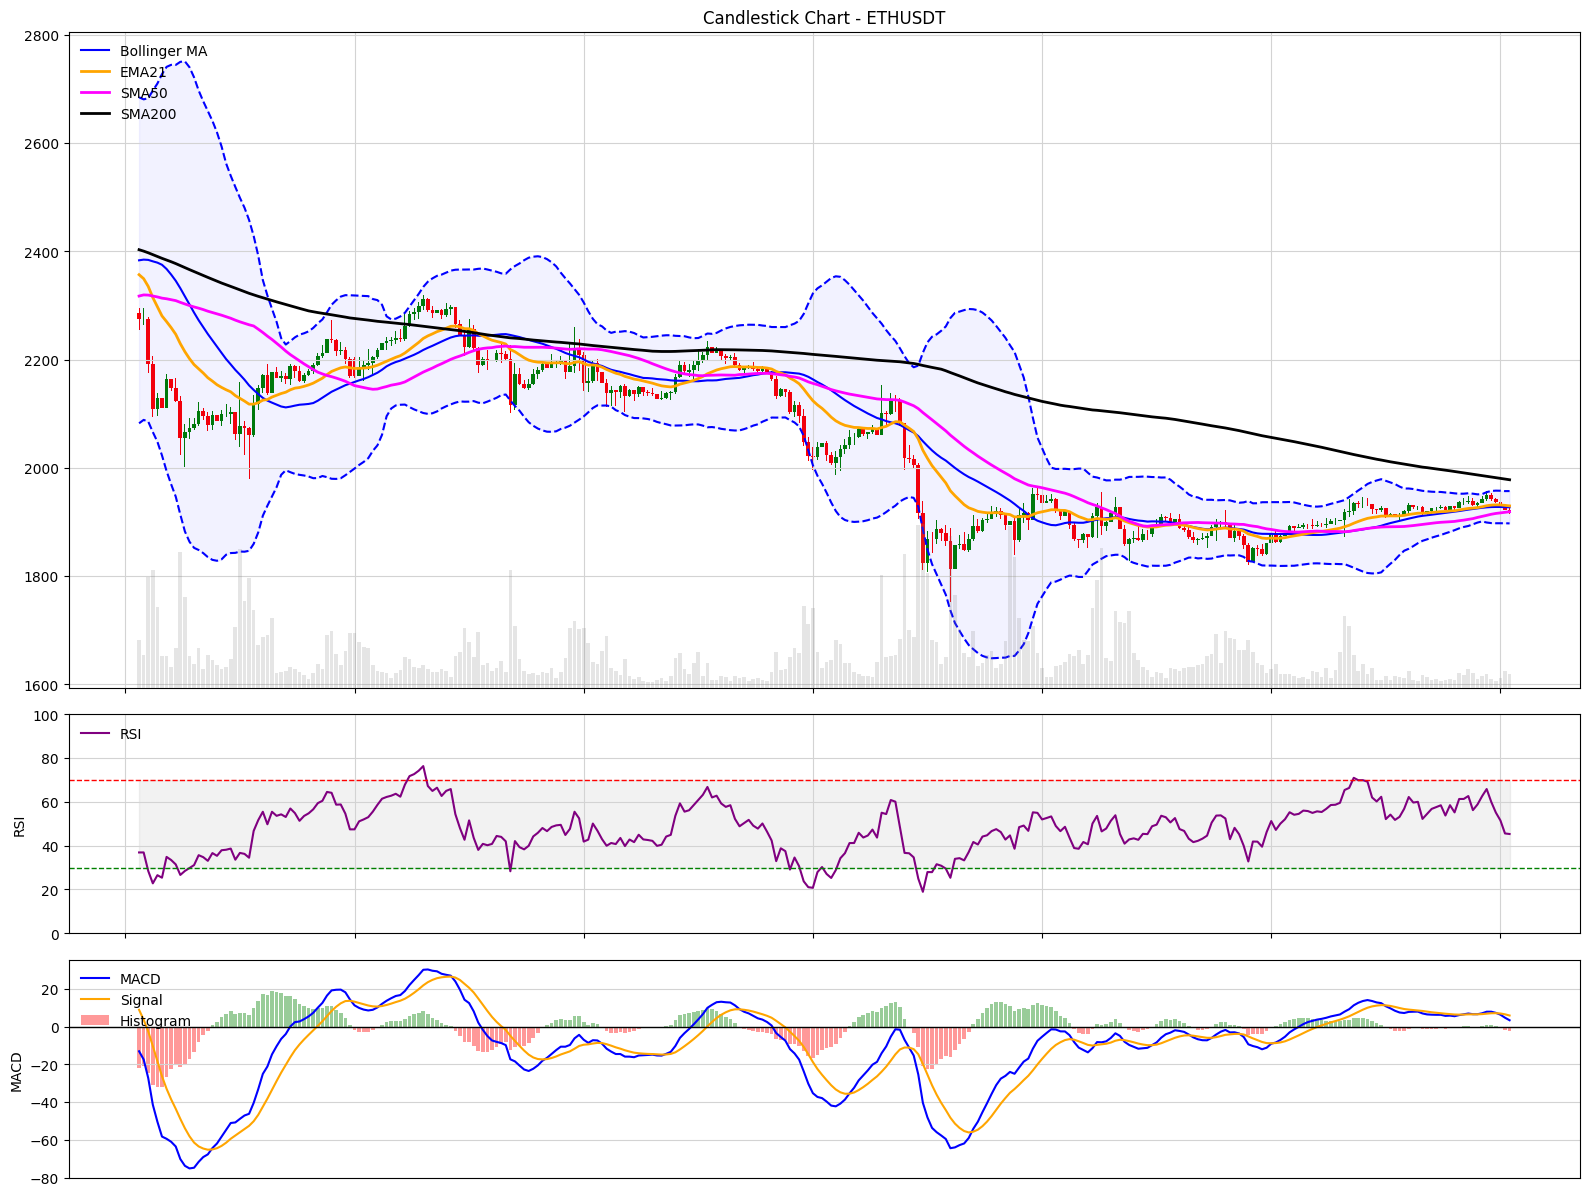 Candlestick Chart - ETHUSDT
2800
2600
2400
2200
2000
1800
1600
Bollinger MA
EMA21
SMA50
SMA200
100
80
60
40
20
0
RSI
RSI
20
0
−20
−40
−60
−80
MACD
MACD
Signal
Histogram